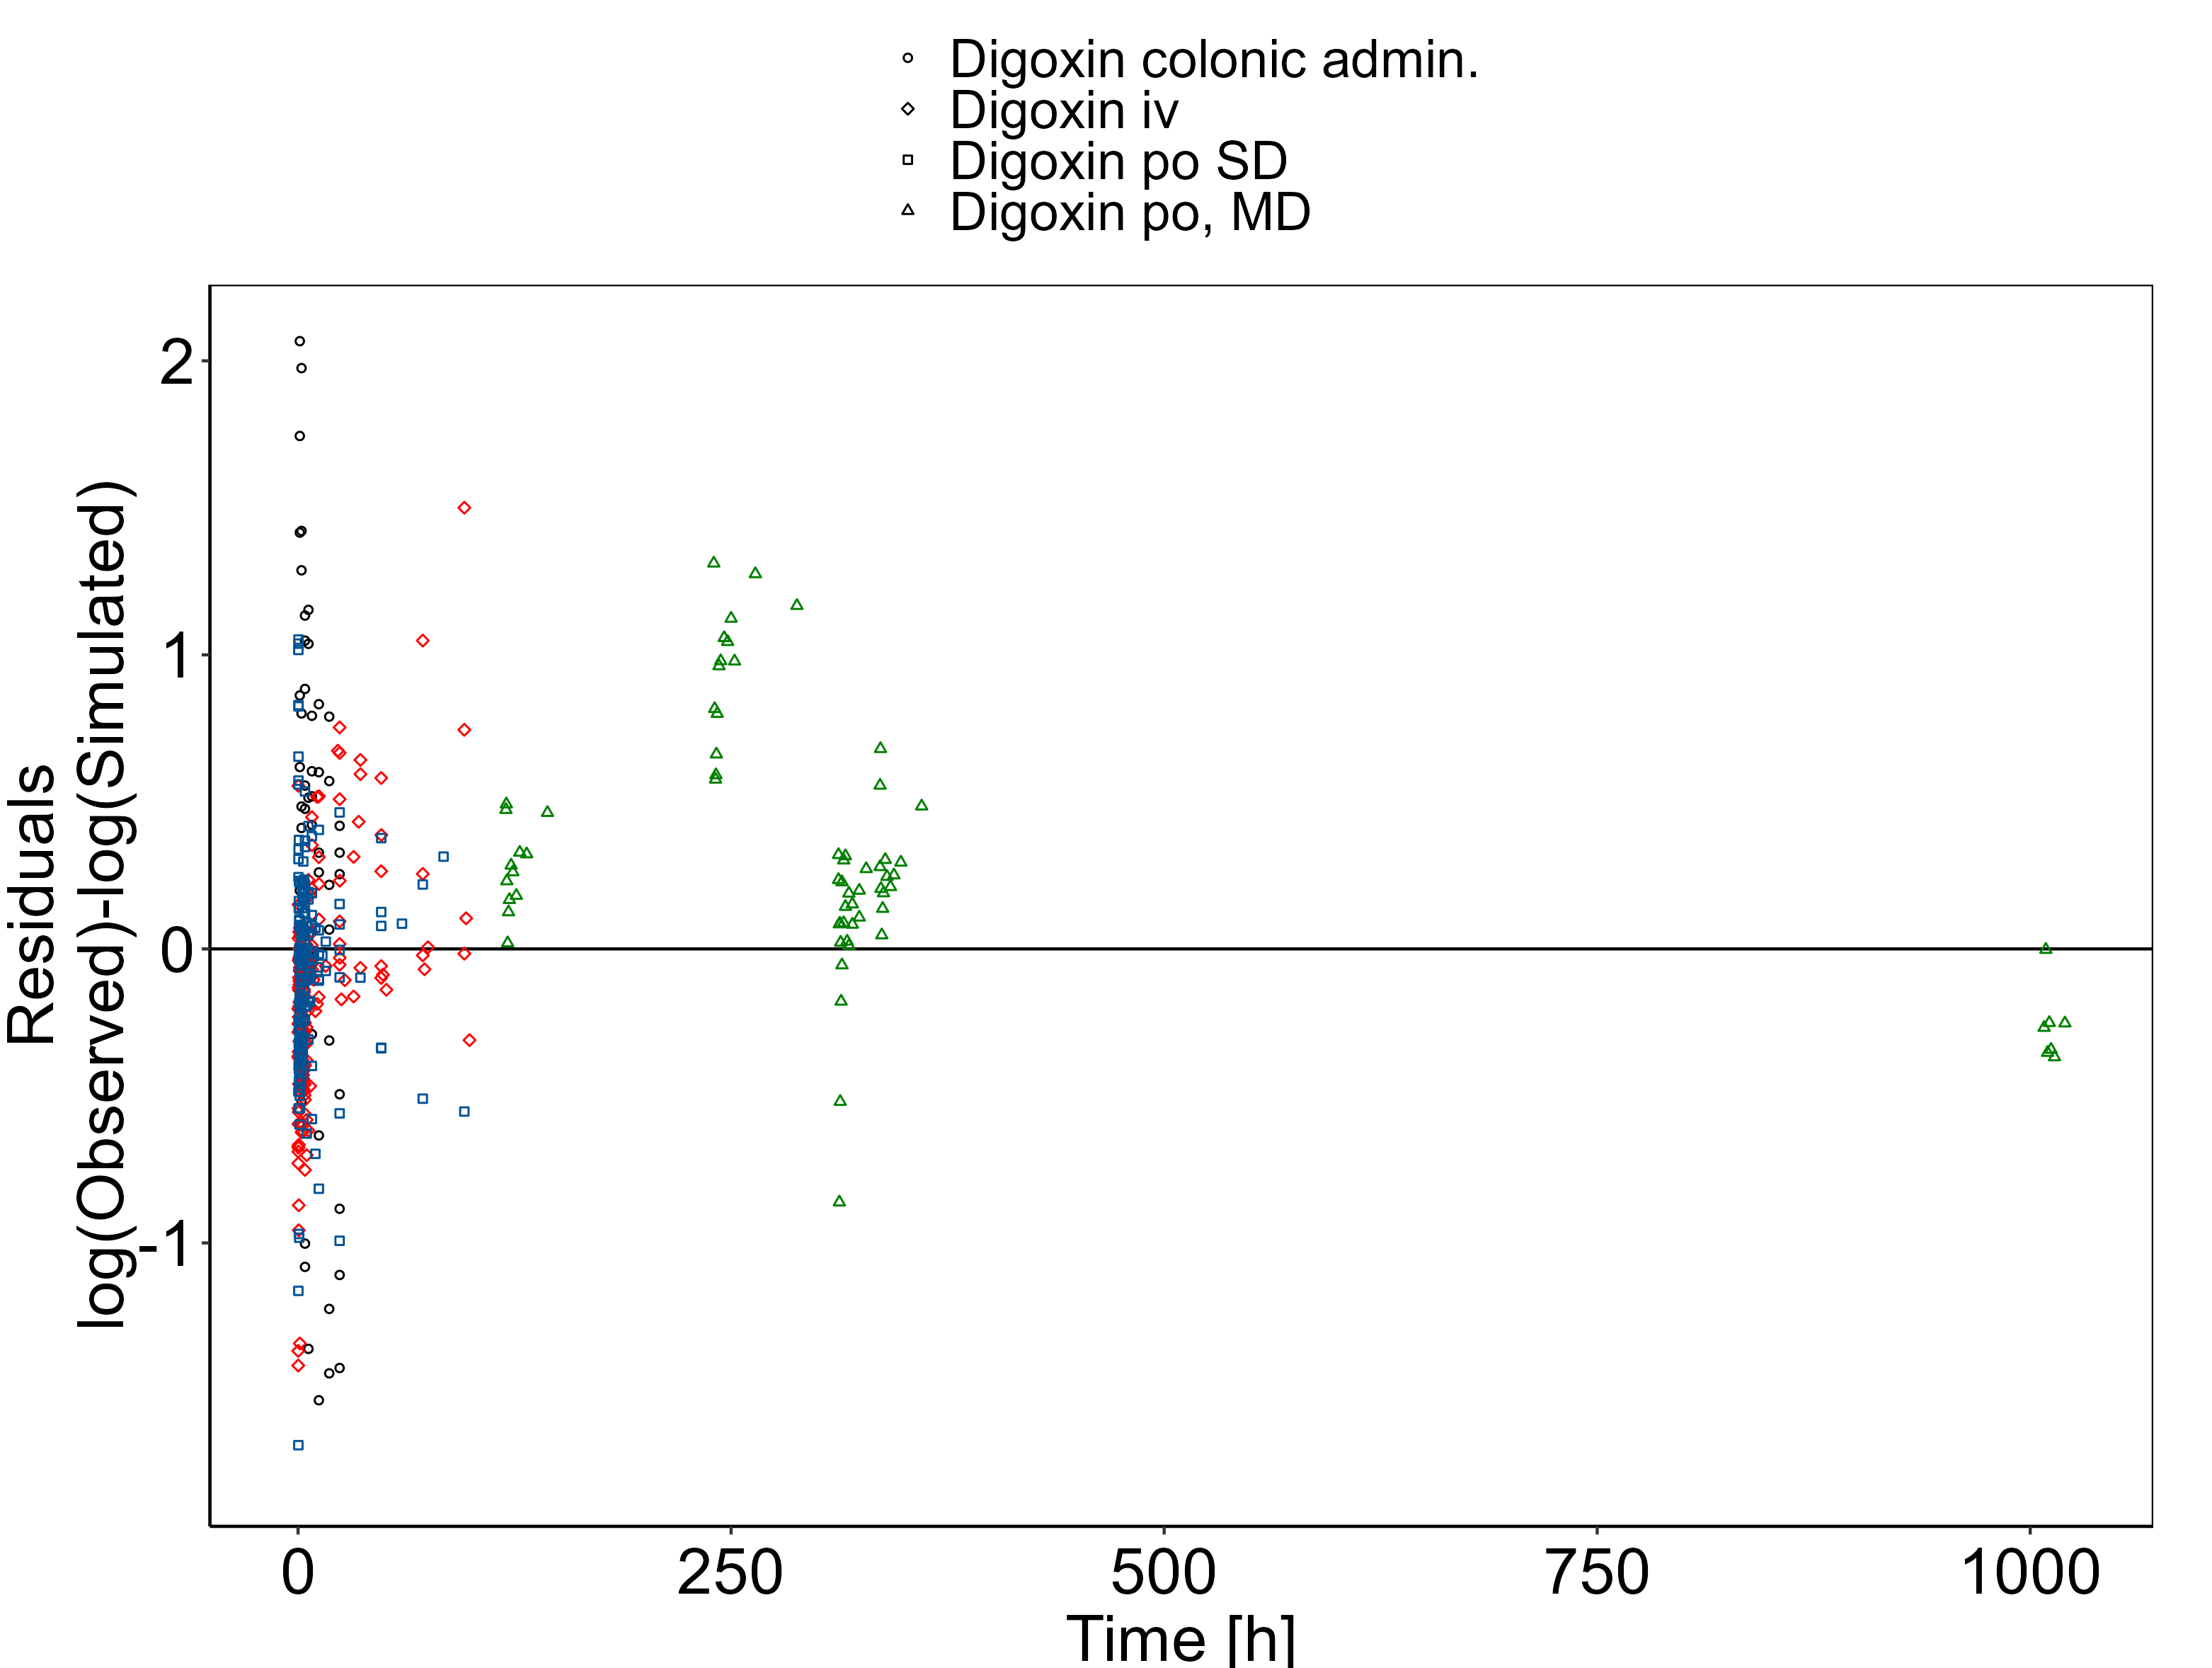 Digoxin colonic admin.
Digoxin iv
Digoxin po SD
Digoxin po, MD
Residuals
log(Observed)-log(Simulated)
2
1
0
-1
0
250
500
750
1000
Time [h]